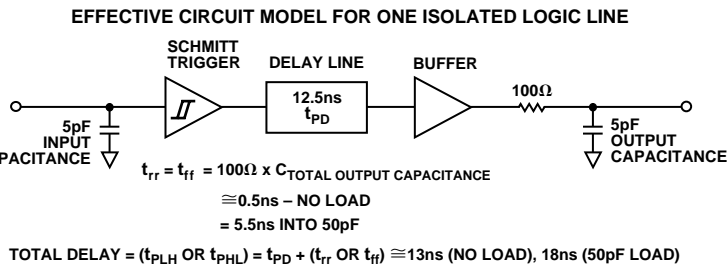 EFFECTIVE CIRCUIT MODEL FOR ONE ISOLATED LOGIC LINE
SCHMITT
TRIGGER
DELAY LINE
BUFFER
12.5ns
tPD
100Ω
5pF
INPUT
PACITANCE
5pF
OUTPUT
CAPACITANCE
trr = tff = 100Ω x CTOTAL OUTPUT CAPACITANCE
≅0.5ns – NO LOAD
= 5.5ns INTO 50pF
TOTAL DELAY = (tPLH OR tPHL) = tPD + (trr OR tff) ≅13ns (NO LOAD), 18ns (50pF LOAD)